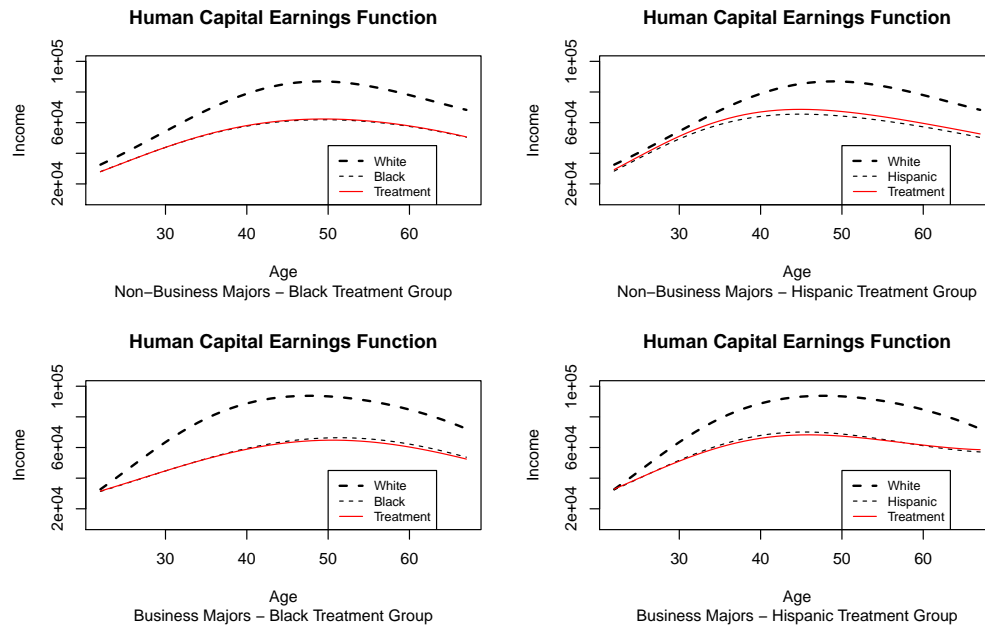 Human Capital Earnings Function
Income
2e+04
6e+04
1e+05
White
Black
Treatment
30
40
50
60
Age
Non−Business Majors − Black Treatment Group
Human Capital Earnings Function
Income
2e+04
6e+04
1e+05
White
Hispanic
Treatment
30
40
50
60
Age
Non−Business Majors − Hispanic Treatment Group
Human Capital Earnings Function
Income
2e+04
6e+04
1e+05
White
Black
Treatment
30
40
50
60
Age
Business Majors − Black Treatment Group
Human Capital Earnings Function
Income
2e+04
6e+04
1e+05
White
Hispanic
Treatment
30
40
50
60
Age
Business Majors − Hispanic Treatment Group